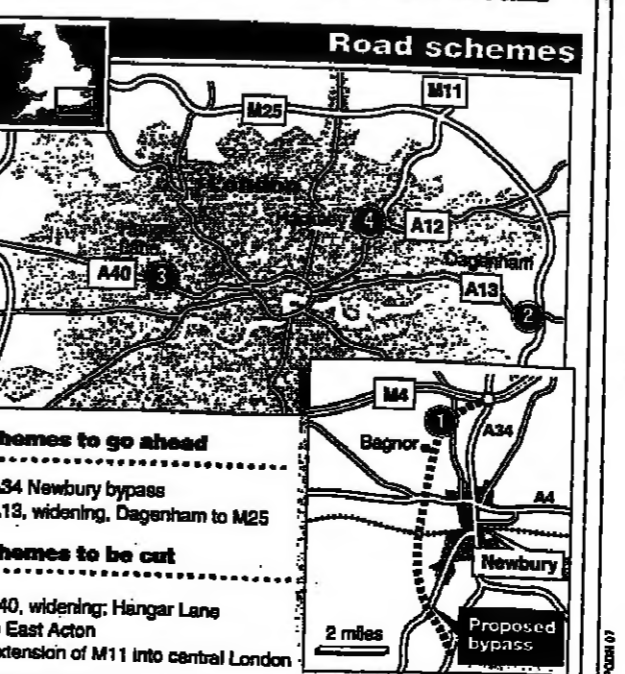 Road schemes
M11
M25
London
4
A12
Dagenham
A40
3
A13
2
M4
1
Bagnor
A34
A4
Newbury
2 miles
Proposed
bypass
hemes to go ahead
34 Newbury bypass
13, widening, Dagenham to M25
hemes to be cut
40, widening; Hangar Lane
East Acton
xtension of M11 into central London